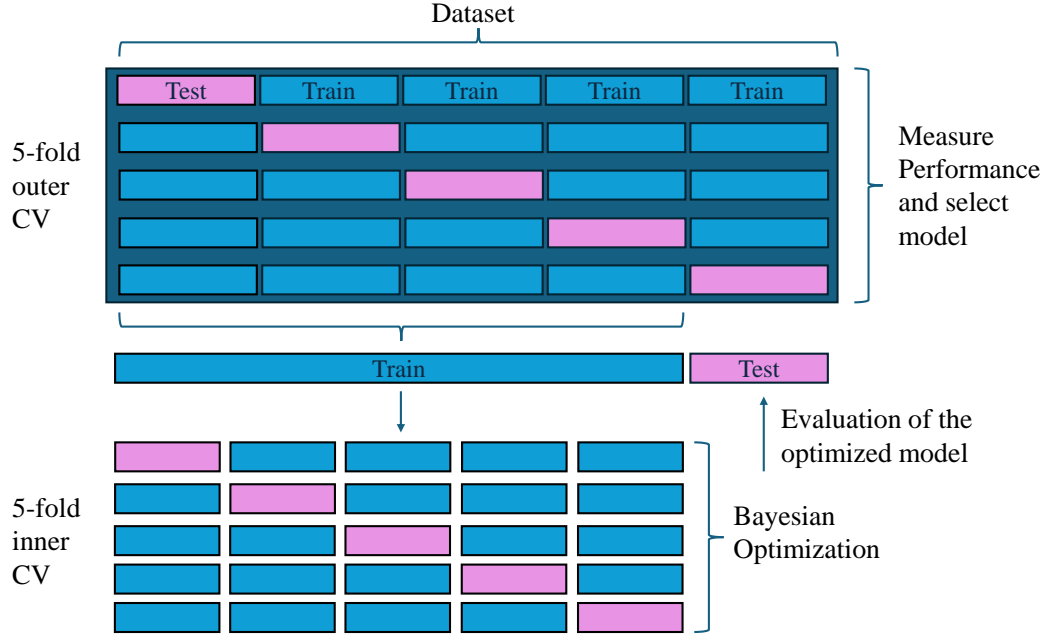 Dataset
Test Train Train Train Train
5-fold
outer
CV
Measure
Performance
and select
model
Train Test
Evaluation of the
optimized model
5-fold
inner
CV
Bayesian
Optimization